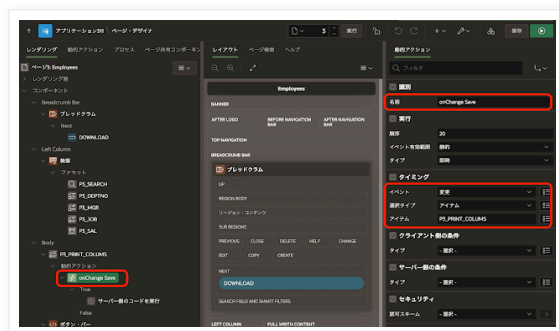 アプリケーション311 \ ページ・デザイナ
3
実行
保存
レンダリング 動的アクション プロセス ページ共有コンポーネン
ページ3: Employees
レンダリング前
コンポーネント
Breadcrumb Bar
ブレッドクラム
Next
DOWNLOAD
Left Column
検索
ファセット
P3_SEARCH
P3_DEPTNO
P3_MGR
P3_JOB
P3_SAL
Body
P3_PRINT_COLUMS
動的アクション
onChange Save
True
サーバー側のコードを実行
False
ボタン・バー
レイアウト ページ検索 ヘルプ
Employees
BANNER
AFTER LOGO
BEFORE NAVIGATION BAR
AFTER NAVIGATION BAR
TOP NAVIGATION
BREADCRUMB BAR
ブレッドクラム
UP
REGION BODY
リージョン・コンテンツ
SUB REGIONS
PREVIOUS CLOSE DELETE HELP CHANGE
EDIT COPY CREATE
NEXT
DOWNLOAD
SEARCH FIELD AND SMART FILTERS
LEFT COLUMN FULL WIDTH CONTENT
動的アクション
フィルタ
識別
名前 onChange Save
実行
順序 20
イベント有効範囲 静的
タイプ 即時
タイミング
イベント 変更
選択タイプ アイテム
アイテム P3_PRINT_COLUMS
クライアント側の条件
タイプ - 選択 -
サーバー側の条件
タイプ - 選択 -
セキュリティ
認可スキーム - 選択 -